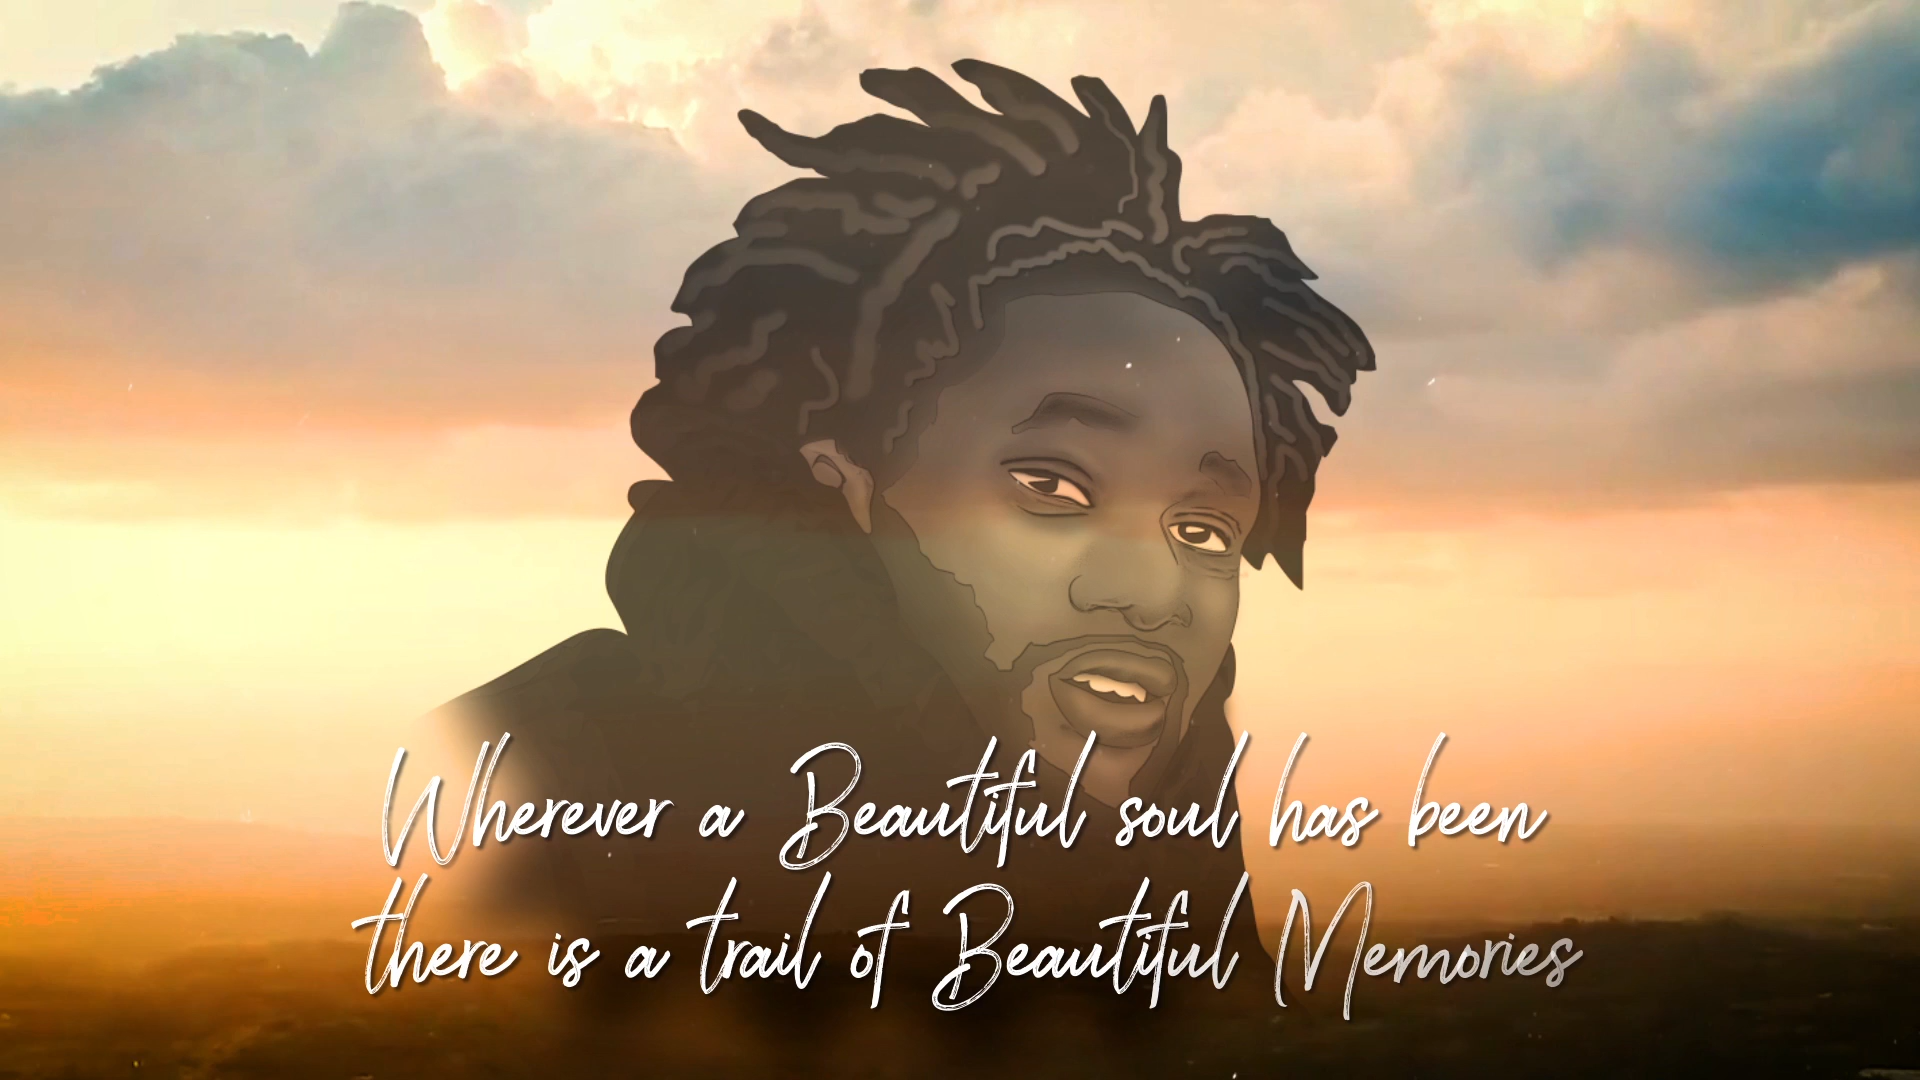 Wherever a Beautiful soul has been
there is a trail of Beautiful Memories